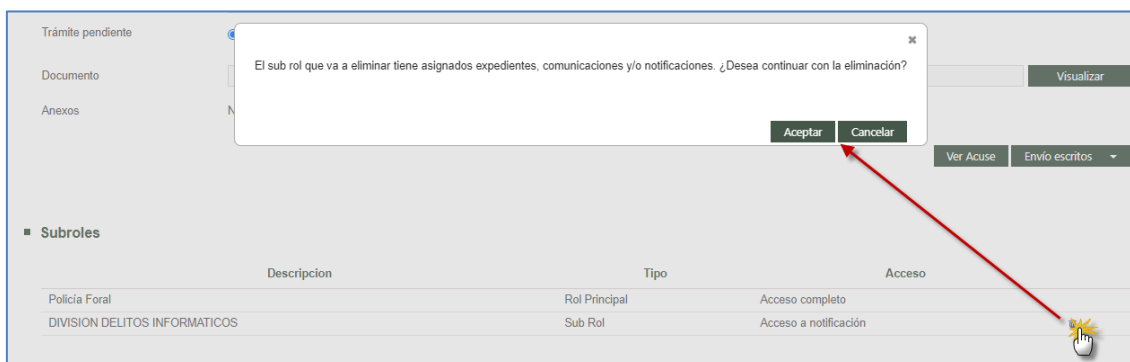 Trámite pendiente
El sub rol que va a eliminar tiene asignados expedientes, comunicaciones y/o notificaciones. ¿Desea continuar con la eliminación?
Documento
Visualizar
Anexos
N
Aceptar Cancelar
Ver Acuse Envío escritos
Subroles
Descripcion Tipo Acceso
Policía Foral Rol Principal Acceso completo
DIVISION DELITOS INFORMATICOS Sub Rol Acceso a notificación